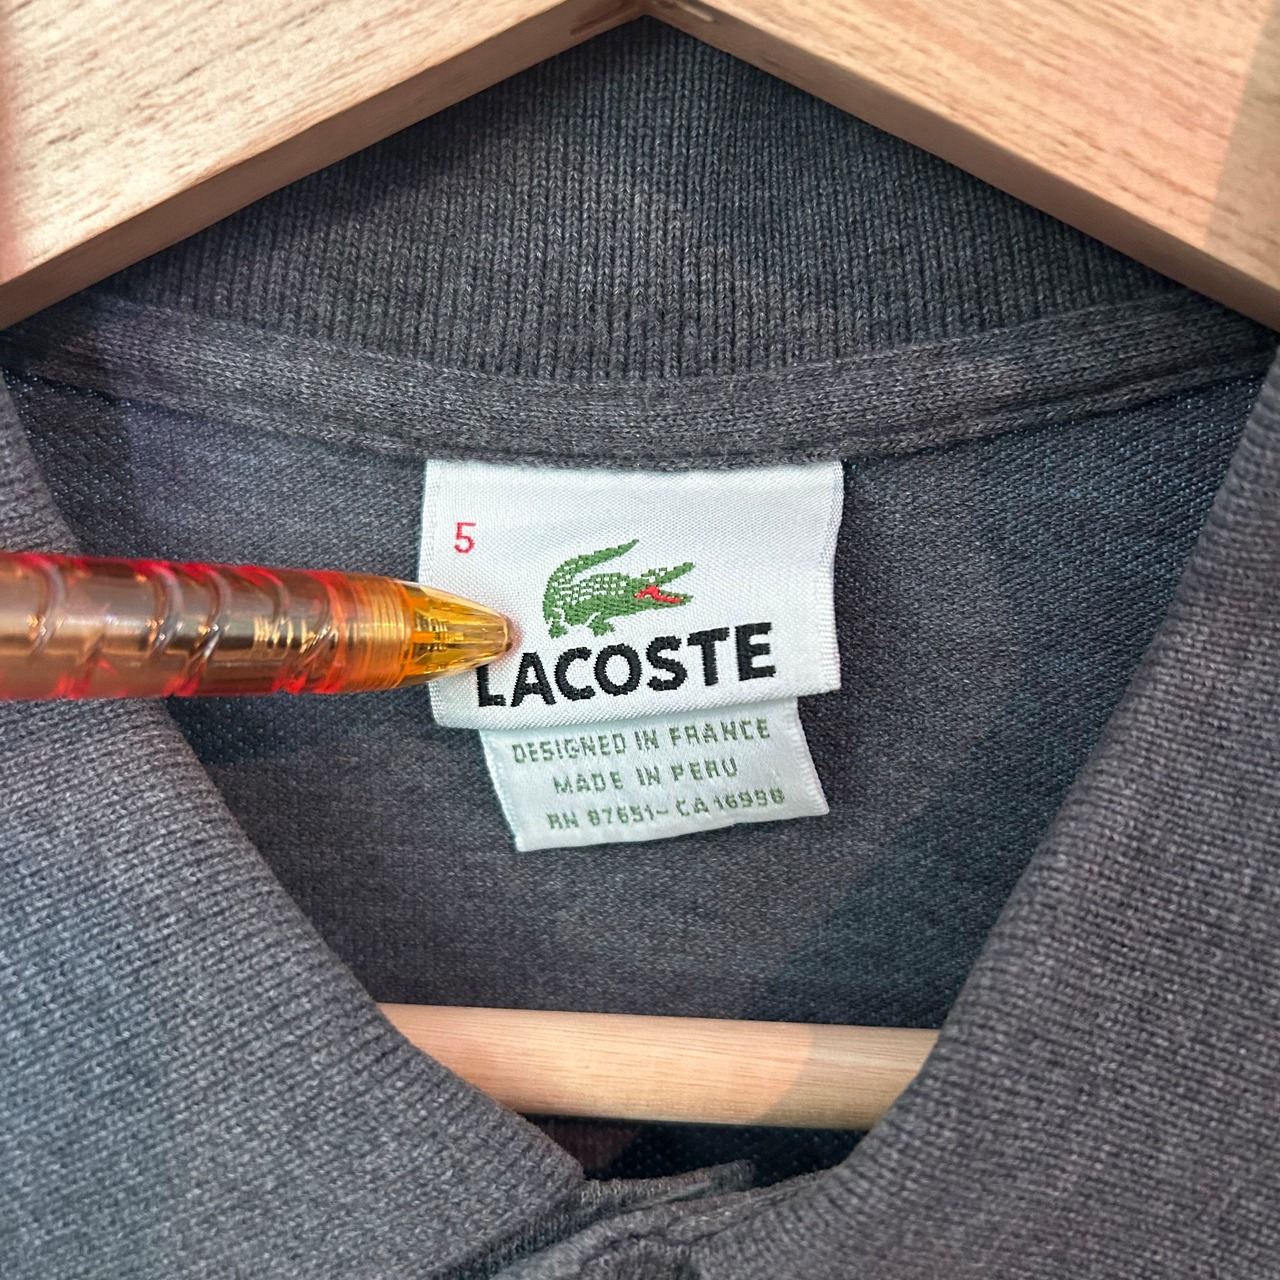 5
LACOSTE
DESIGNED IN FRANCE
MADE IN PERU
RN 87651-CA 16998